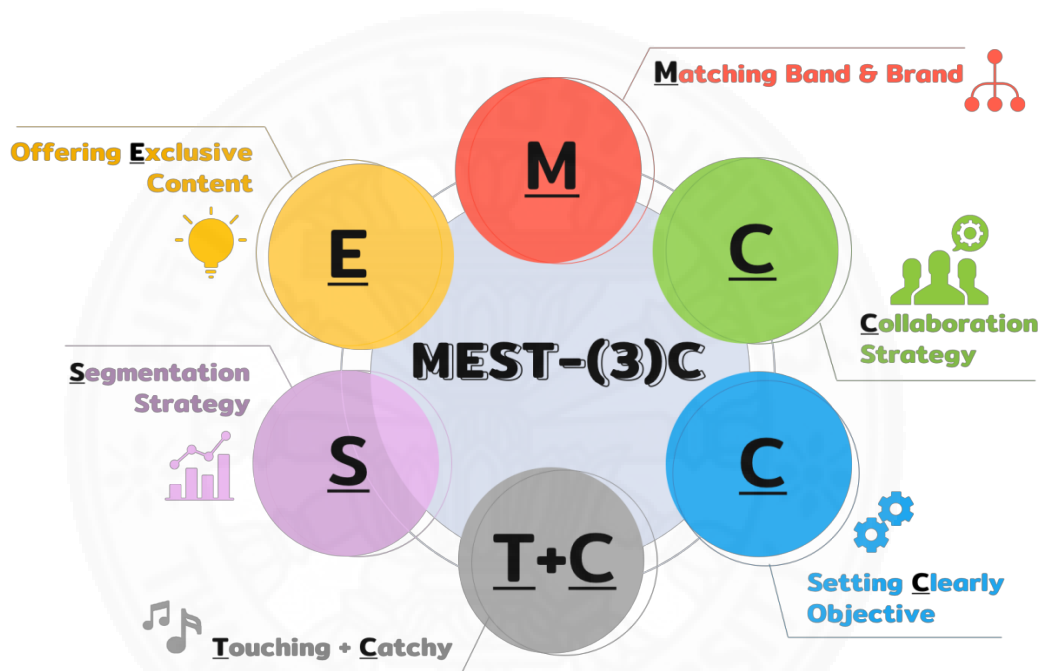 Matching Band & Brand
Offering Exclusive
Content
M
E
C
Collaboration
Strategy
MEST-(3)C
Segmentation
Strategy
S
C
T+C
Setting Clearly
Objective
Touching + Catchy